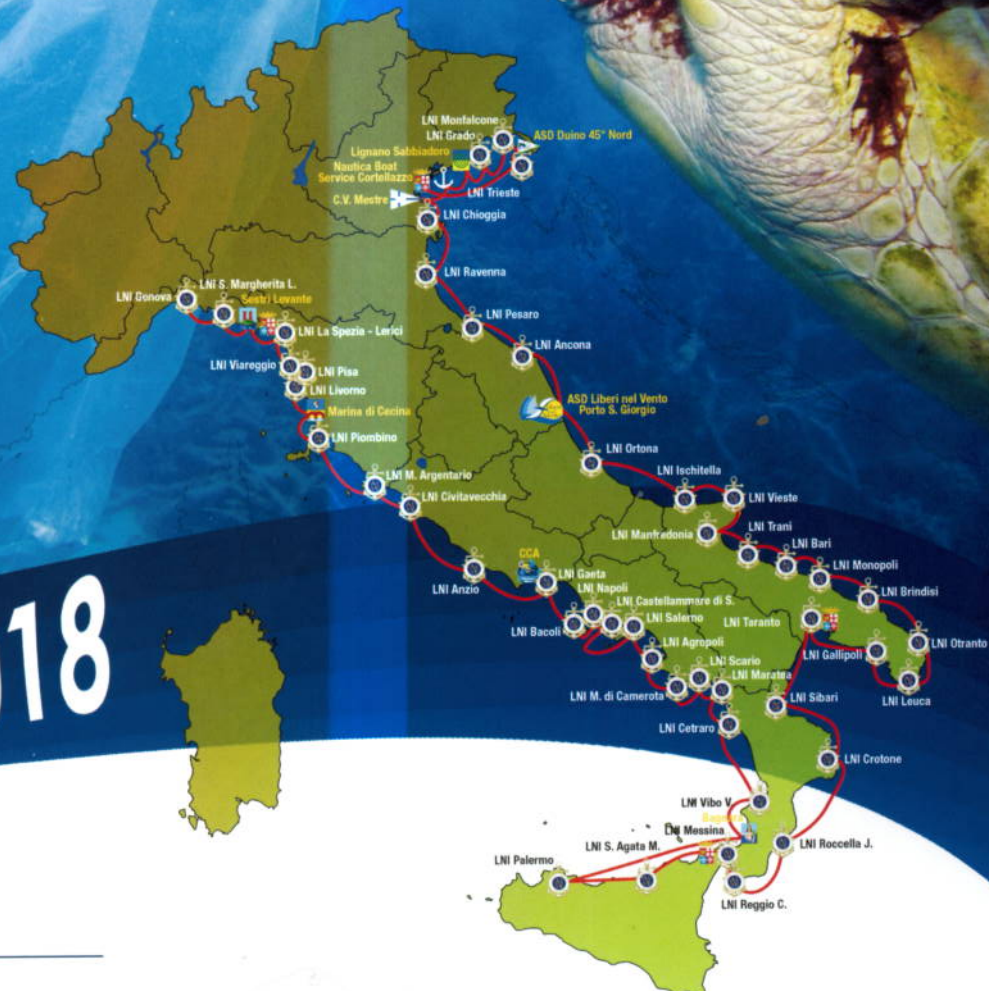 LNI Monfalcone
LNI Grado
ASD Duino 45° Nord
Lignano Sabbiadoro
Nautica Boat
Service Cortellazzo
LNI Trieste
C.V. Mestre
LNI Chioggia
LNI Ravenna
LNI S. Margherita L.
LNI Genova
Sestri Levante
LNI Pesaro
LNI La Spezia - Lerici
LNI Ancona
LNI Viareggio
LNI Pisa
LNI Livorno
ASD Liberi nel Vento
Porto S. Giorgio
Marina di Cecina
LNI Piombino
LNI Ortona
LNI Ischitella
LNI M. Argentario
LNI Civitavecchia
LNI Vieste
LNI Manfredonia
LNI Trani
LNI Bari
CCA
LNI Monopoli
LNI Gaeta
LNI Anzio
LNI Napoli
LNI Brindisi
LNI Castellammare di S.
LNI Salerno
LNI Taranto
LNI Bacoli
LNI Agropoli
LNI Otranto
LNI Gallipoli
LNI Scario
LNI Maratea
LNI M. di Camerota
LNI Sibari
LNI Leuca
LNI Cetraro
18
LNI Crotone
LNI Vibo V.
LNI Messina
LNI Roccella J.
LNI S. Agata M.
LNI Palermo
LNI Reggio C.